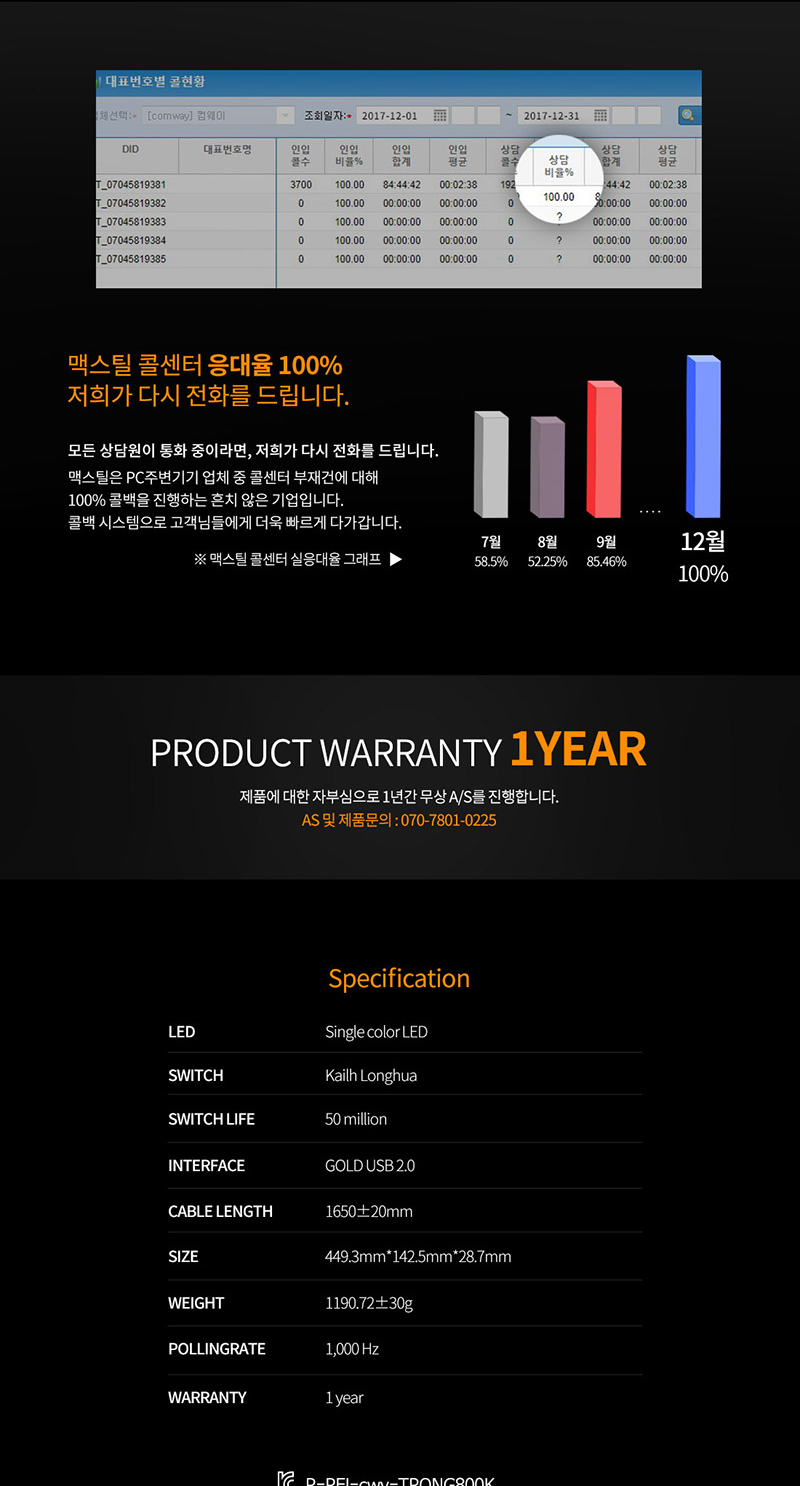 대표번호별 콜현황
체선택:* [comway] 컴웨이 조회일자:* 2017-12-01 ~ 2017-12-31
DID 대표번호명 인입 콜수 인입 비율% 인입 합계 인입 평균 상담 콜수 상담 비율% 상담 합계 상담 평균
T_07045819381 3700 100.00 84:44:42 00:02:38 192 100.00 8 :44:42 00:02:38
T_07045819382 0 100.00 00:00:00 00:00:00 0 ? 00:00:00 00:00:00
T_07045819383 0 100.00 00:00:00 00:00:00 0 00:00:00 00:00:00
T_07045819384 0 100.00 00:00:00 00:00:00 0 ? 00:00:00 00:00:00
T_07045819385 0 100.00 00:00:00 00:00:00 0 ? 00:00:00 00:00:00
맥스틸 콜센터 응대율 100%
저희가 다시 전화를 드립니다.
모든 상담원이 통화 중이라면, 저희가 다시 전화를 드립니다.
맥스틸은 PC주변기기 업체 중 콜센터 부재건에 대해
100% 콜백을 진행하는 흔치 않은 기업입니다.
콜백 시스템으로 고객님들에게 더욱 빠르게 다가갑니다.
※ 맥스틸 콜센터 실응대율 그래프 ▶
....
7월 8월 9월 12월
58.5% 52.25% 85.46% 100%
PRODUCT WARRANTY 1YEAR
제품에 대한 자부심으로 1년간 무상 A/S를 진행합니다.
AS 및 제품문의 : 070-7801-0225
Specification
LED Single color LED
SWITCH Kailh Longhua
SWITCH LIFE 50 million
INTERFACE GOLD USB 2.0
CABLE LENGTH 1650±20mm
SIZE 449.3mm*142.5mm*28.7mm
WEIGHT 1190.72±30g
POLLINGRATE 1,000 Hz
WARRANTY 1 year